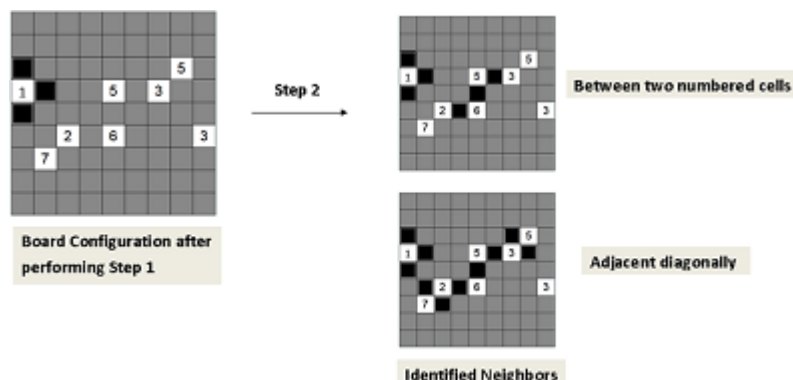 5
1 5 3
2 6 3
7
Board Configuration after
performing Step 1
Step 2
5
1 5 3
2 6 3
7
Between two numbered cells
5
1 5 3
2 6 3
7
Adjacent diagonally
Identified Neighbors